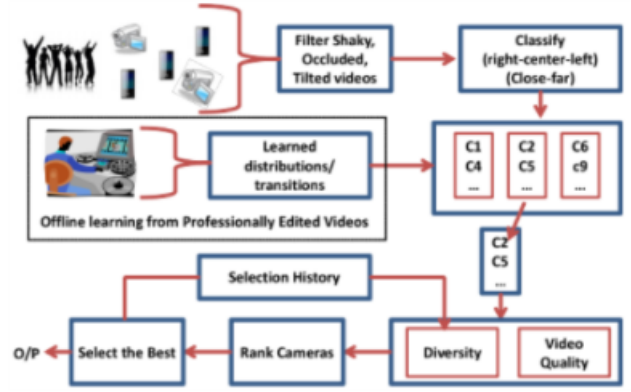 Filter Shaky,
Occluded,
Tilted videos
Classify
(right-center-left)
(Close-far)
Learned
distributions/
transitions
Offline learning from Professionally Edited Videos
C1
C4
...
C2
C5
...
C6
c9
...
C2
C5
...
Selection History
O/P
Select the Best
Rank Cameras
Diversity
Video
Quality